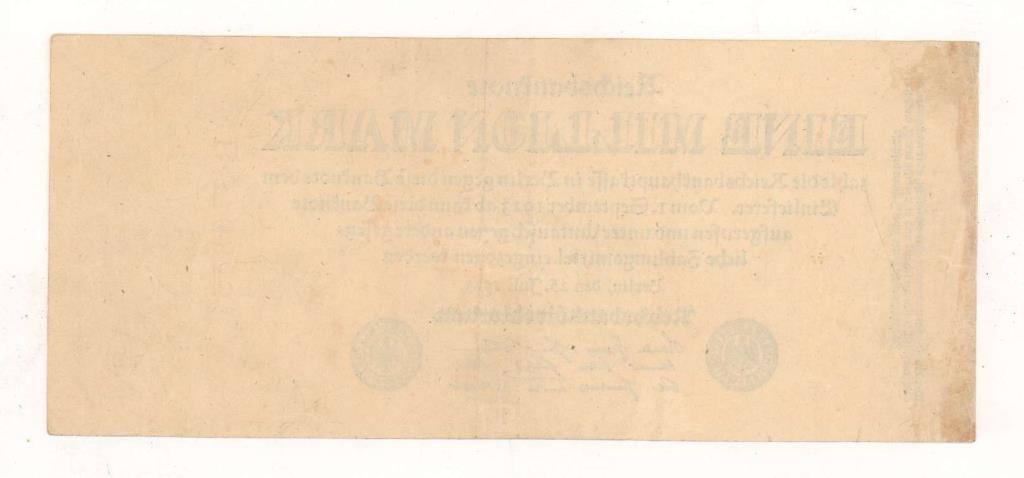 Reichsbanknote
EINE MILLION MARK
zahlt die Reichsbankhauptkasse in Berlin gegen diese Banknote dem
Einlieferer. Vom 1. September 1923 ab kann diese Banknote
aufgerufen und unter Umtausch gegen andere gesetz-
liche Zahlungsmittel eingezogen werden
Berlin, den 25. Juli 1923
Reichsbankdirektorium